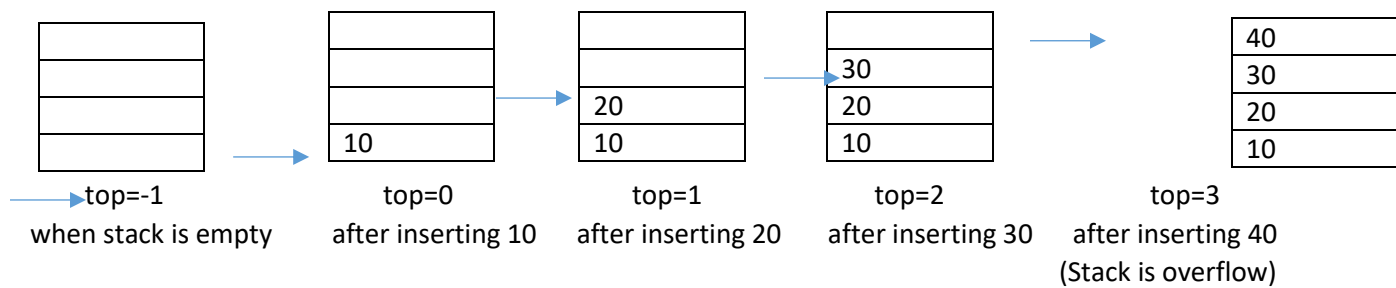 10
20
10
30
20
10
40
30
20
10
top=-1
when stack is empty
top=0
after inserting 10
top=1
after inserting 20
top=2
after inserting 30
top=3
after inserting 40
(Stack is overflow)